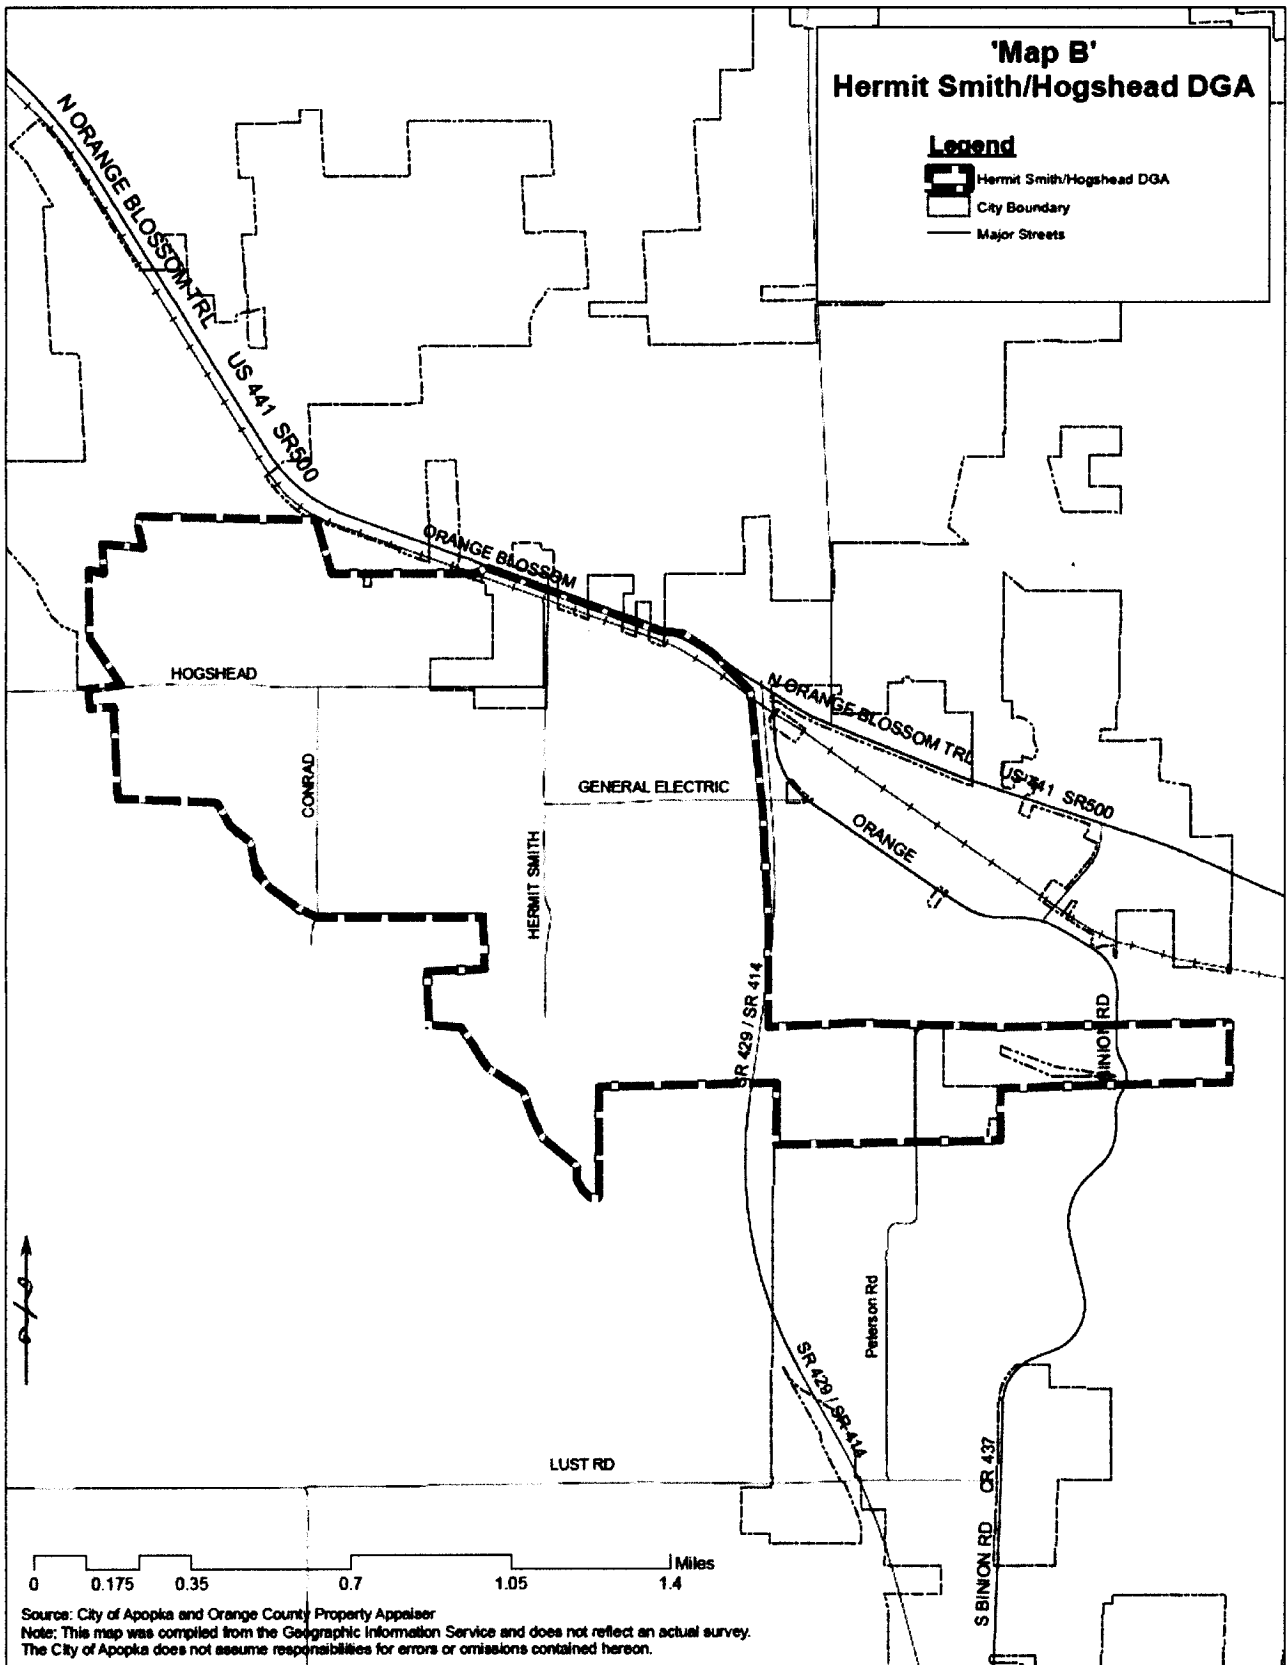 'Map B'
Hermit Smith/Hogshead DGA
Legend
Hermit Smith/Hogshead DGA
City Boundary
Major Streets
N ORANGE BLOSSOM TRL
US 441 SR500
ORANGE BLOSSOM
HOGSHEAD
N ORANGE BLOSSOM TRL
US 441 SR500
CONRAD
GENERAL ELECTRIC
HERMIT SMITH
ORANGE
SR 429 / SR 414
BINION RD
Peterson Rd
SR 429 / SR 414
LUST RD
CR 437
S BINION RD
Miles
0 0.175 0.35 0.7 1.05 1.4
Source: City of Apopka and Orange County Property Appaiser
Note: This map was compiled from the Geographic Information Service and does not reflect an actual survey.
The City of Apopka does not assume responsibilities for errors or omissions contained hereon.